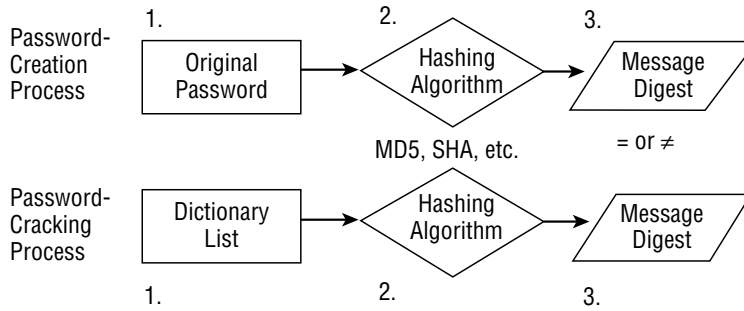 1.
2.
3.
Password-
Creation
Process
Original
Password
Hashing
Algorithm
Message
Digest
MD5, SHA, etc.
= or ≠
Password-
Cracking
Process
Dictionary
List
Hashing
Algorithm
Message
Digest
1.
2.
3.